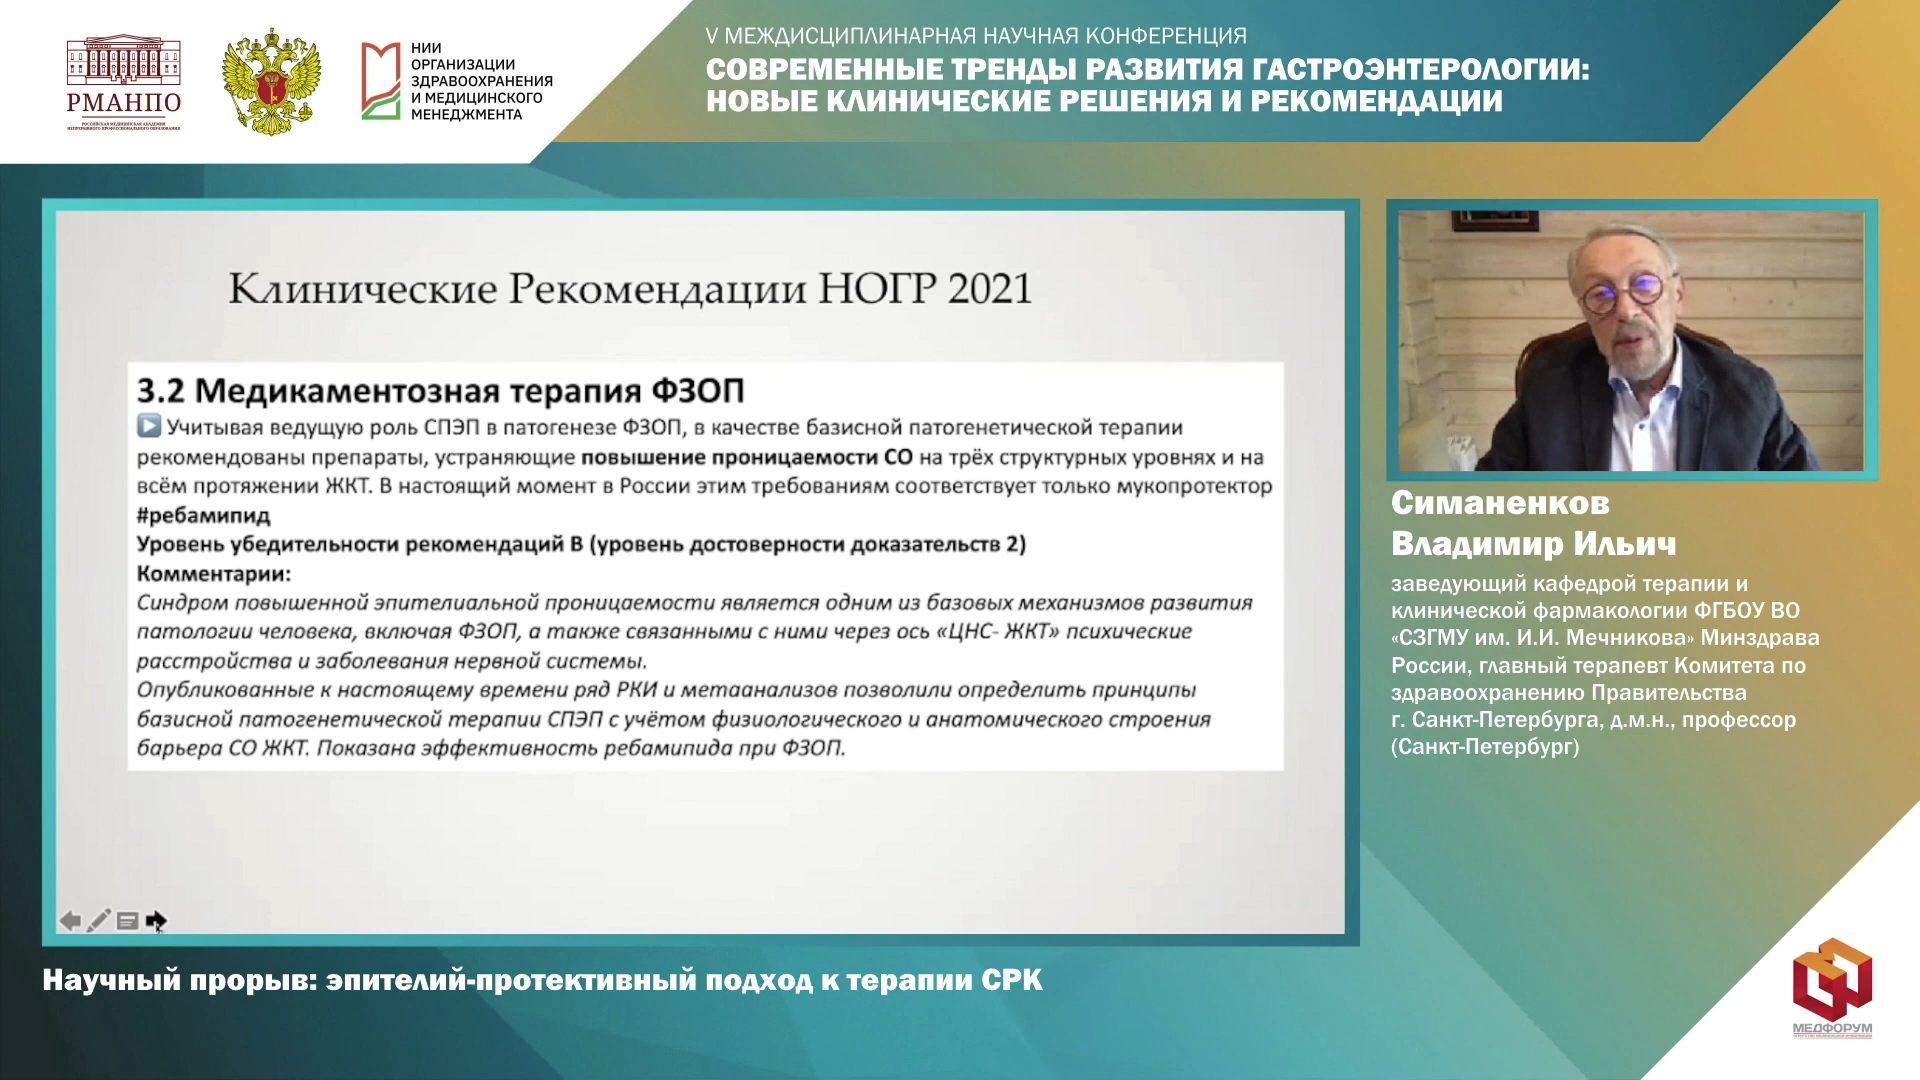 РМАНПО
РОССИЙСКАЯ МЕДИЦИНСКАЯ АКАДЕМИЯ
НЕПРЕРЫВНОГО ПРОФЕССИОНАЛЬНОГО ОБРАЗОВАНИЯ
НИИ
ОРГАНИЗАЦИИ
ЗДРАВООХРАНЕНИЯ
И МЕДИЦИНСКОГО
МЕНЕДЖМЕНТА
V МЕЖДИСЦИПЛИНАРНАЯ НАУЧНАЯ КОНФЕРЕНЦИЯ
СОВРЕМЕННЫЕ ТРЕНДЫ РАЗВИТИЯ ГАСТРОЭНТЕРОЛОГИИ:
НОВЫЕ КЛИНИЧЕСКИЕ РЕШЕНИЯ И РЕКОМЕНДАЦИИ
Клинические Рекомендации НОГР 2021
3.2 Медикаментозная терапия ФЗОП
Учитывая ведущую роль СПЭП в патогенезе ФЗОП, в качестве базисной патогенетической терапии
рекомендованы препараты, устраняющие повышение проницаемости СО на трёх структурных уровнях и на
всём протяжении ЖКТ. В настоящий момент в России этим требованиям соответствует только мукопротектор
#ребамипид
Уровень убедительности рекомендаций В (уровень достоверности доказательств 2)
Комментарии:
Синдром повышенной эпителиальной проницаемости является одним из базовых механизмов развития
патологии человека, включая ФЗОП, а также связанными с ними через ось «ЦНС- ЖКТ» психические
расстройства и заболевания нервной системы.
Опубликованные к настоящему времени ряд РКИ и метаанализов позволили определить принципы
базисной патогенетической терапии СПЭП с учётом физиологического и анатомического строения
барьера СО ЖКТ. Показана эффективность ребамипида при ФЗОП.
Симаненков
Владимир Ильич
заведующий кафедрой терапии и
клинической фармакологии ФГБОУ ВО
«СЗГМУ им. И.И. Мечникова» Минздрава
России, главный терапевт Комитета по
здравоохранению Правительства
г. Санкт-Петербурга, д.м.н., профессор
(Санкт-Петербург)
Научный прорыв: эпителий-протективный подход к терапии СРК
МЕДФОРУМ